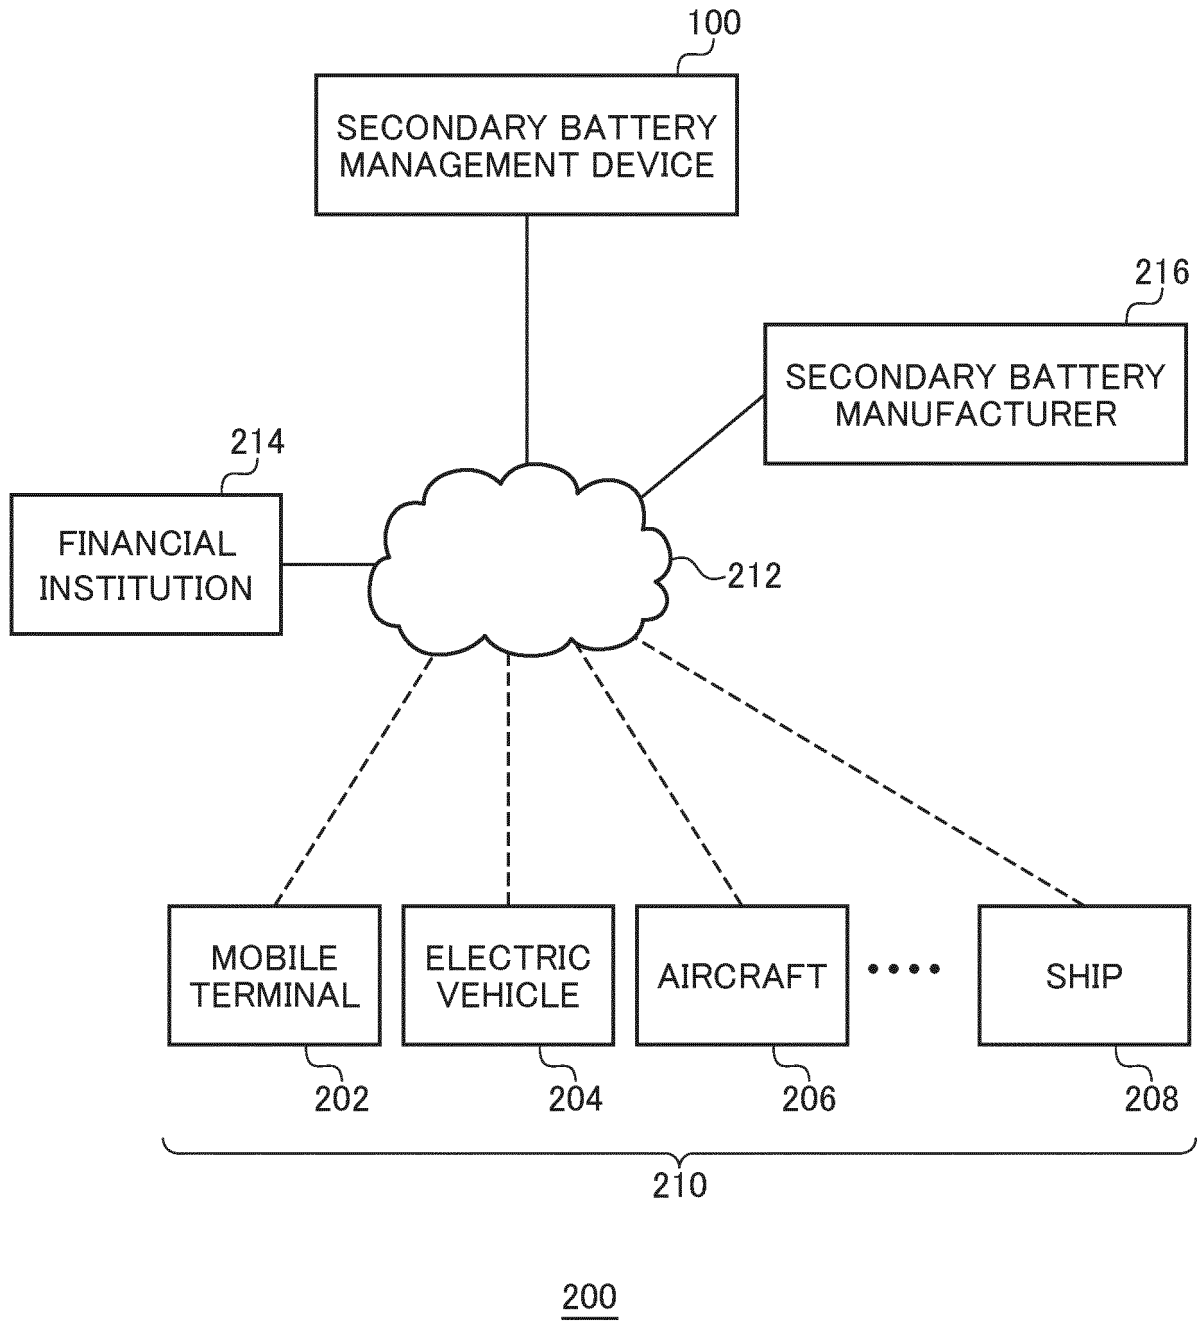 100
SECONDARY BATTERY
MANAGEMENT DEVICE
216
SECONDARY BATTERY
MANUFACTURER
214
FINANCIAL
INSTITUTION
212
MOBILE
TERMINAL
ELECTRIC
VEHICLE
AIRCRAFT
SHIP
202
204
206
208
210
200